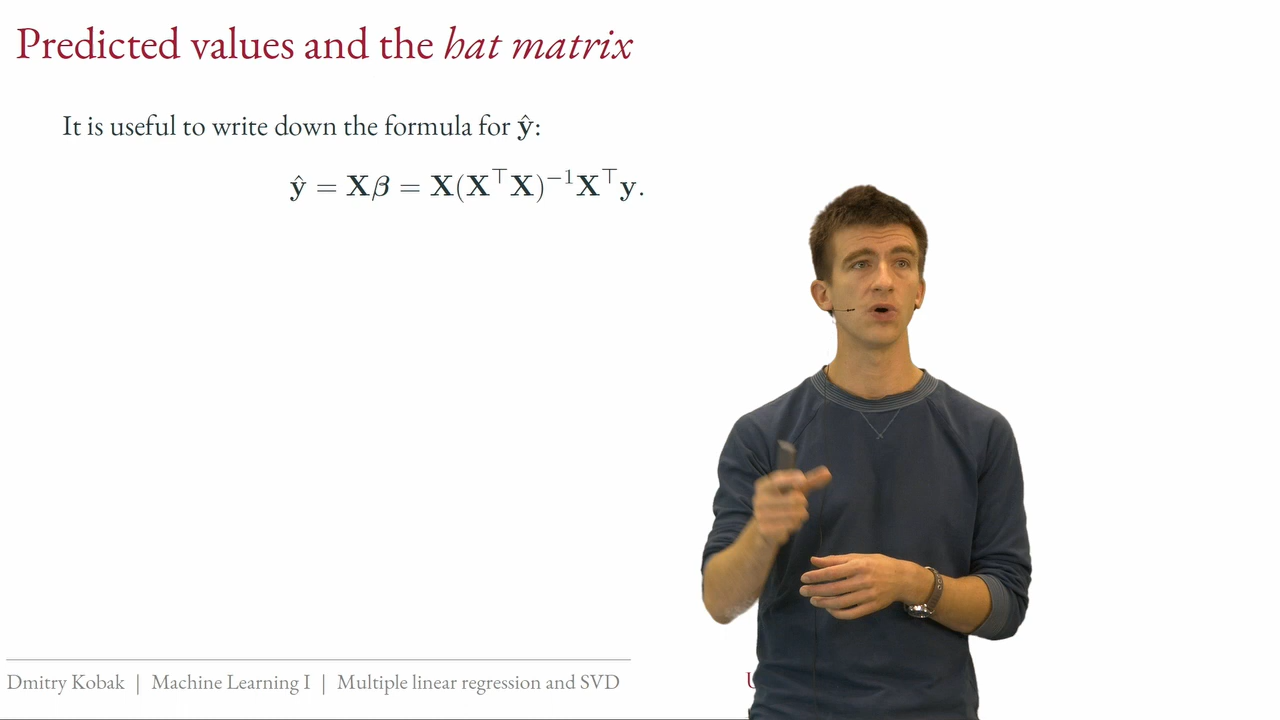 Predicted values and the hat matrix
It is useful to write down the formula for ŷ:
ŷ = Xβ = X(X⊤X)⁻¹X⊤y.
Dmitry Kobak | Machine Learning I | Multiple linear regression and SVD